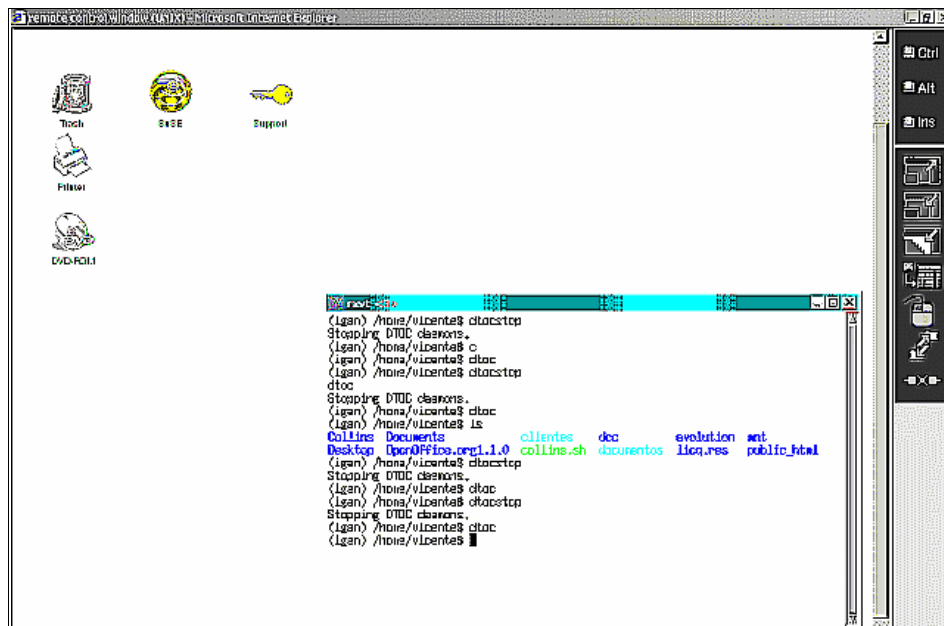 remote control window (UNIX) - Microsoft Internet Explorer
Ctrl
Alt
Ins
Trash
SuSE
Support
Printer
DVD-ROM.1
(igan) /home/vicente$ dtocstop
Stopping DTOC daemons.
(igan) /home/vicente$ c
(igan) /home/vicente$ dtoc
(igan) /home/vicente$ dtocstop
dtoc
Stopping DTOC daemons.
(igan) /home/vicente$ dtoc
(igan) /home/vicente$ ls
Collins Documents clientes doc evolution mnt
Desktop OpenOffice.org1.1.0 collins.sh documentos licq.res public_html
(igan) /home/vicente$ dtocstop
Stopping DTOC daemons.
(igan) /home/vicente$ dtoc
(igan) /home/vicente$ dtocstop
Stopping DTOC daemons.
(igan) /home/vicente$ dtoc
(igan) /home/vicente$